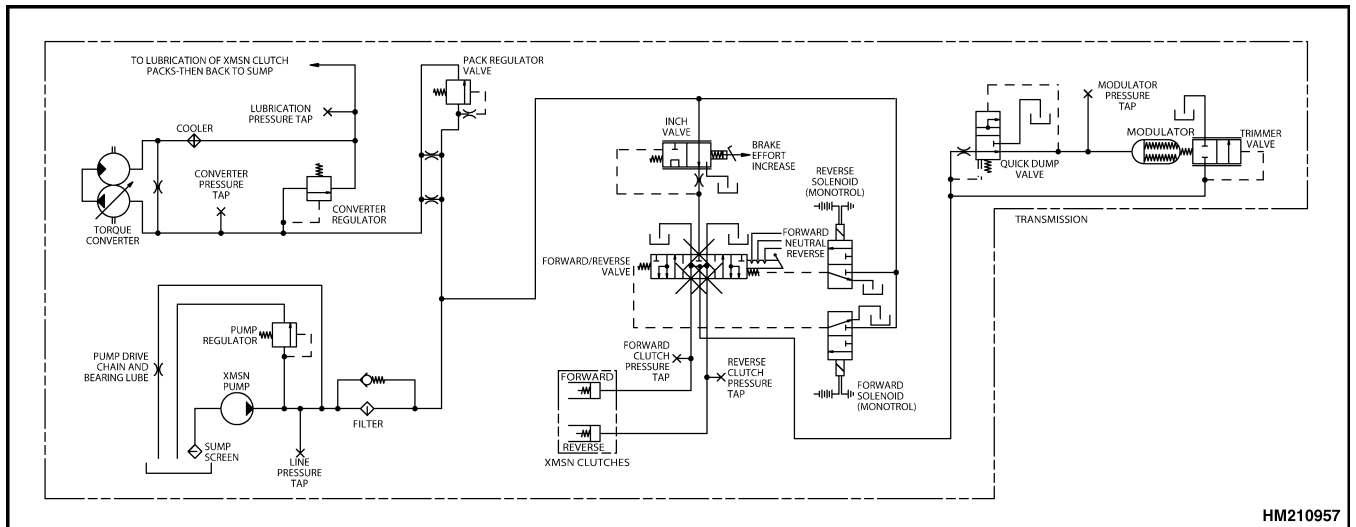 TO LUBRICATION OF XMSN CLUTCH
PACKS-THEN BACK TO SUMP
PACK REGULATOR
VALVE
LUBRICATION
PRESSURE TAP
COOLER
CONVERTER
PRESSURE
TAP
CONVERTER
REGULATOR
TORQUE
CONVERTER
INCH
VALVE
BRAKE
EFFORT
INCREASE
REVERSE
SOLENOID
(MONOTROL)
MODULATOR
PRESSURE
TAP
MODULATOR
TRIMMER
VALVE
QUICK DUMP
VALVE
TRANSMISSION
FORWARD
NEUTRAL
REVERSE
FORWARD/REVERSE
VALVE
PUMP
REGULATOR
PUMP DRIVE
CHAIN AND
BEARING LUBE
XMSN
PUMP
FILTER
SUMP
SCREEN
LINE
PRESSURE
TAP
FORWARD
CLUTCH
PRESSURE
TAP
REVERSE
CLUTCH
PRESSURE
TAP
FORWARD
REVERSE
XMSN CLUTCHES
FORWARD
SOLENOID
(MONOTROL)
HM210957